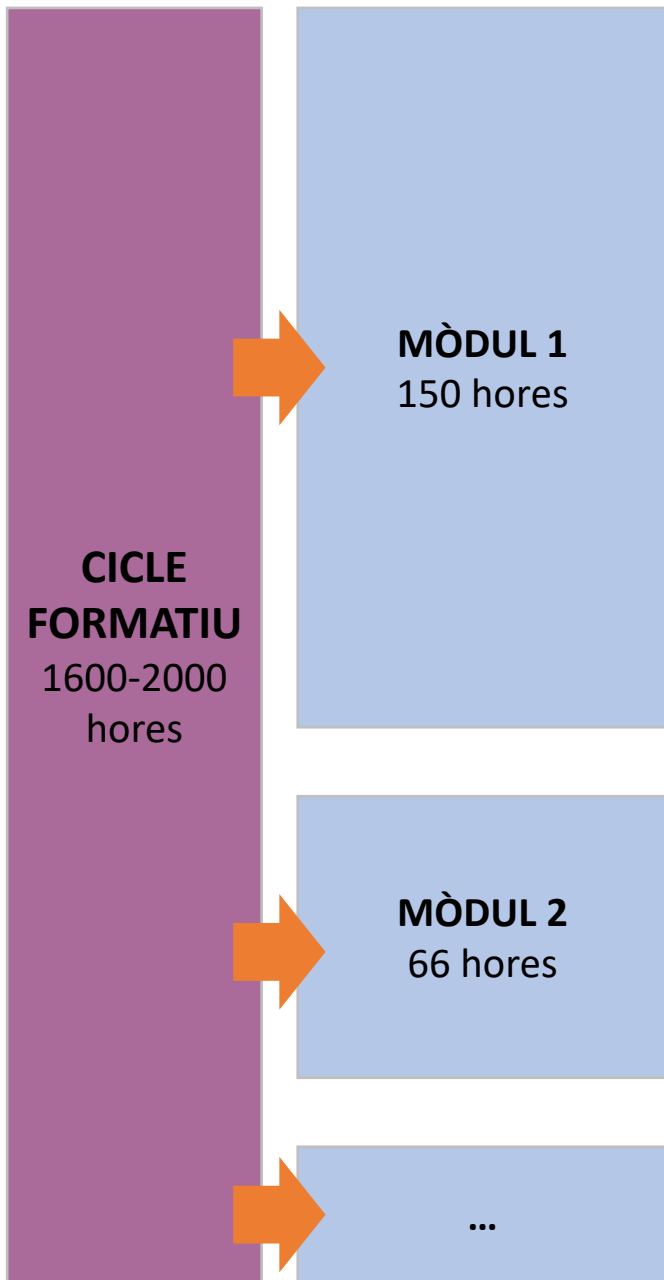 CICLE
FORMATIU
1600-2000
hores
MÒDUL 1
150 hores
MÒDUL 2
66 hores
...